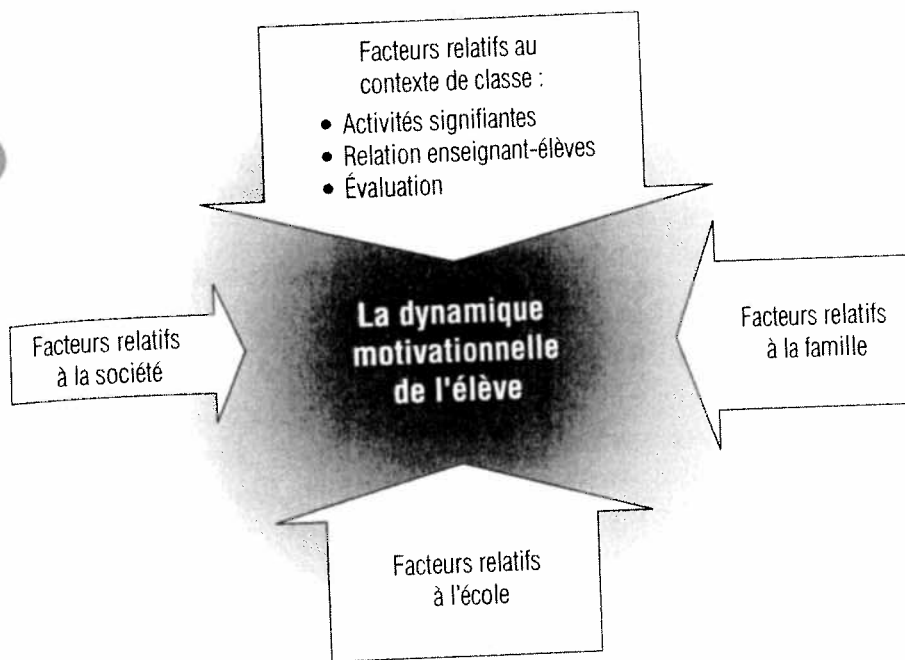 Facteurs relatifs au
contexte de classe :
• Activités signifiantes
• Relation enseignant-élèves
• Évaluation
La dynamique
motivationnelle
de l'élève
Facteurs relatifs
à la société
Facteurs relatifs
à la famille
Facteurs relatifs
à l'école